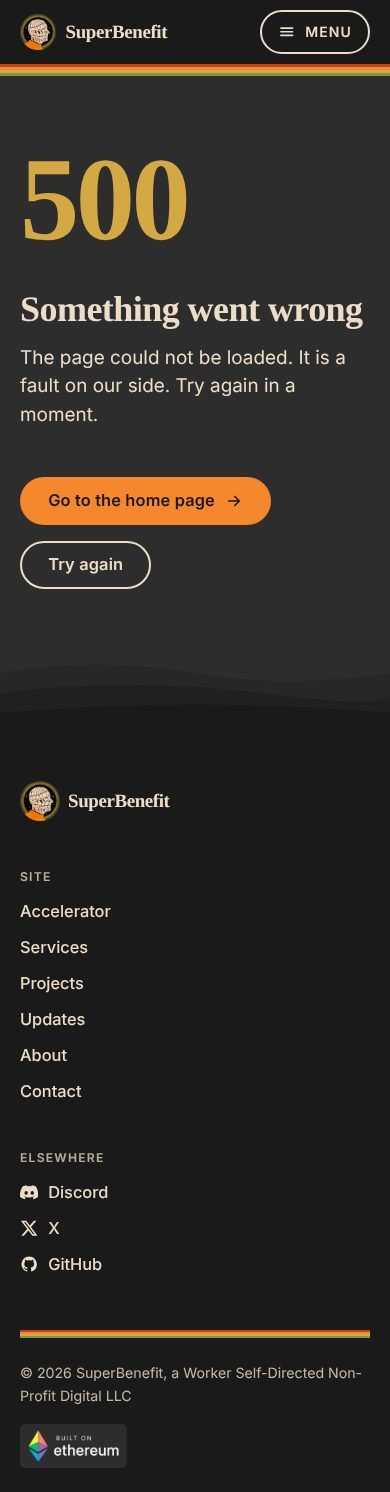 SuperBenefit
MENU
500
Something went wrong
The page could not be loaded. It is a
fault on our side. Try again in a
moment.
Go to the home page →
Try again
SuperBenefit
SITE
Accelerator
Services
Projects
Updates
About
Contact
ELSEWHERE
Discord
X
GitHub
© 2026 SuperBenefit, a Worker Self-Directed Non-
Profit Digital LLC
BUILT ON
ethereum